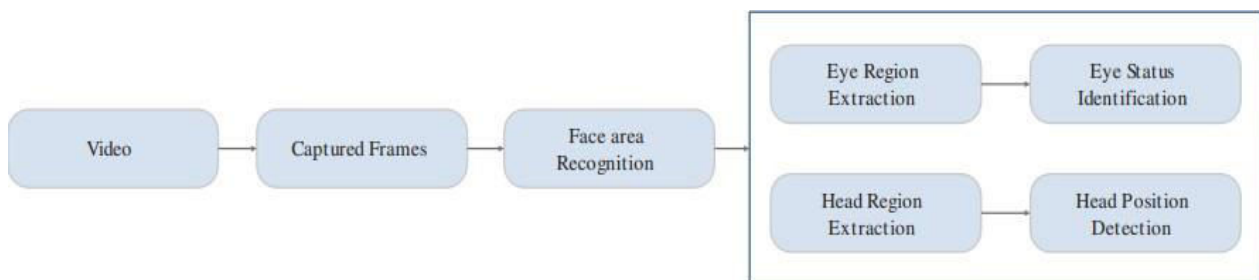 Video
Captured Frames
Face area
Recognition
Eye Region
Extraction
Eye Status
Identification
Head Region
Extraction
Head Position
Detection